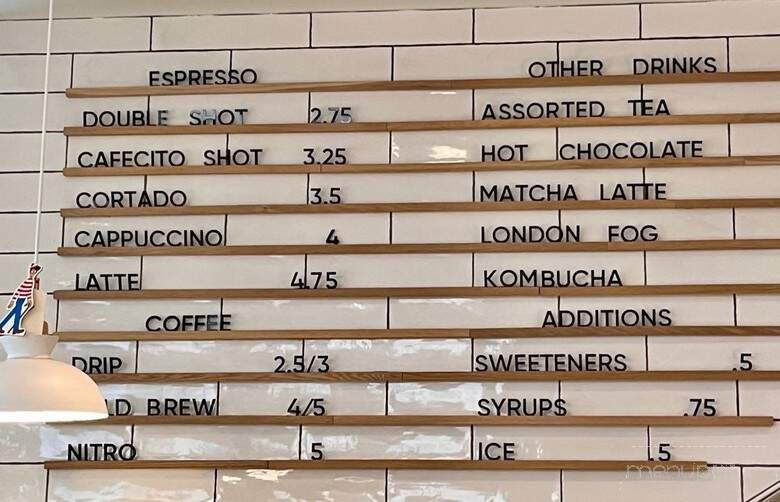 ESPRESSO
DOUBLE SHOT 2.75
CAFECITO SHOT 3.25
CORTADO 3.5
CAPPUCCINO 4
LATTE 4.75
COFFEE
DRIP 2.5/3
LD BREW 4/5
NITRO 5
OTHER DRINKS
ASSORTED TEA
HOT CHOCOLATE
MATCHA LATTE
LONDON FOG
KOMBUCHA
ADDITIONS
SWEETENERS .5
SYRUPS .75
ICE .5